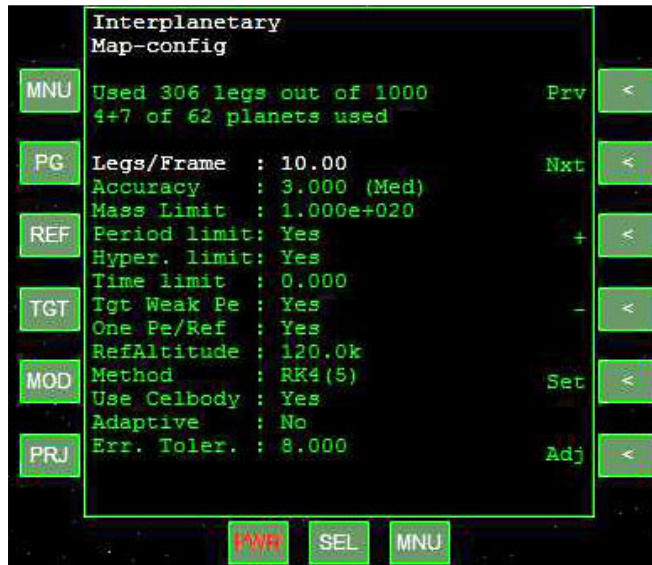 Interplanetary
Map-config
MNU
Used 306 legs out of 1000
Prv
<
4+7 of 62 planets used
PG
Legs/Frame : 10.00
Nxt
<
Accuracy : 3.000 (Med)
Mass Limit : 1.000e+020
REF
Period limit: Yes
+
<
Hyper. limit: Yes
Time limit : 0.000
TGT
Tgt Weak Pe : Yes
-
<
One Pe/Ref : Yes
RefAltitude : 120.0k
MOD
Method : RK4(5)
Set
<
Use Celbody : Yes
Adaptive : No
PRJ
Err. Toler. : 8.000
Adj
<
PWR
SEL
MNU